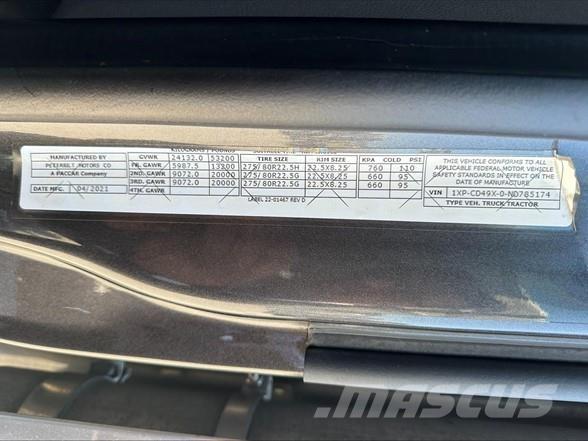 KILOGRAMS POUNDS
MANUFACTURED BY GVWR 24132.0 53200 TIRE SIZE RIM SIZE KPA COLD PSI THIS VEHICLE CONFORMS TO ALL
PETERBILT MOTORS CO FR. GAWR 5987.5 13200 275/80R22.5H 22.5X8.25 760 110 APPLICABLE FEDERAL MOTOR VEHICLE
A PACCAR Company 2ND. GAWR 9072.0 20000 275/80R22.5G 22.5X8.25 660 95 SAFETY STANDARDS IN EFFECT ON THE
3RD. GAWR 9072.0 20000 275/80R22.5G 22.5X8.25 660 95 DATE OF MANUFACTURE
DATE MFG. 04/2021 4TH. GAWR VIN 1XP-CD49X-0-ND785174
LABEL 22-01467 REV D TYPE VEH. TRUCK TRACTOR
MASCUS